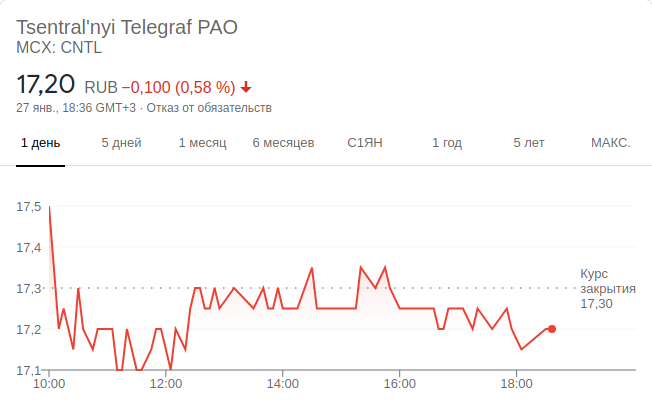 Tsentral'nyi Telegraf PAO
MCX: CNTL
17,20 RUB −0,100 (0,58 %)
27 янв., 18:36 GMT+3 · Отказ от обязательств
1 день 5 дней 1 месяц 6 месяцев С1ЯН 1 год 5 лет МАКС.
17,5
17,4
17,3
17,2
17,1
Курс
закрытия
17,30
10:00 12:00 14:00 16:00 18:00